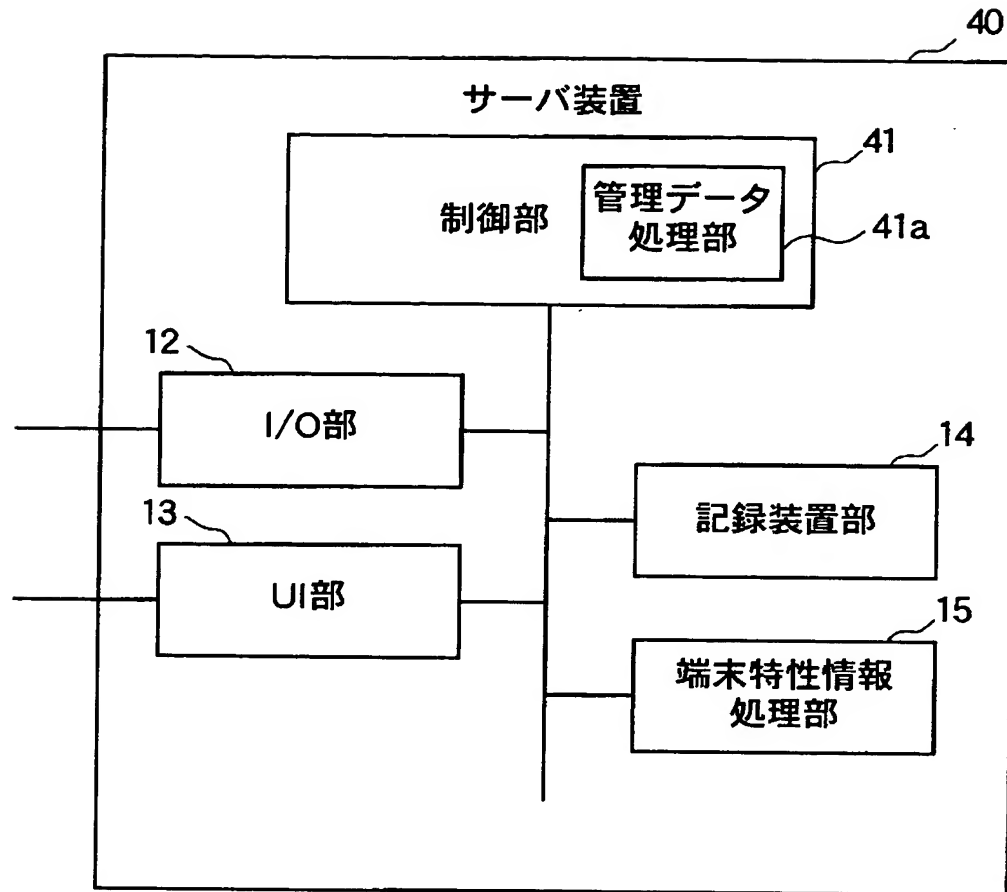 40
サーバ装置
41
制御部
管理データ
処理部
41a
12
I/O部
14
記録装置部
13
UI部
15
端末特性情報
処理部